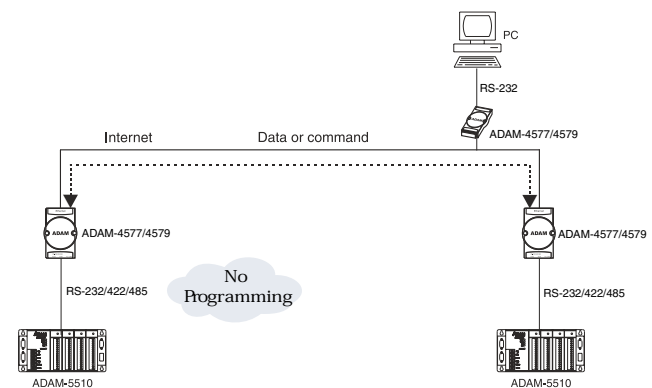 PC
RS-232
ADAM
ADAM-4577/4579
Internet
Data or command
ADAM
ADAM-4577/4579
ADAM
ADAM-4577/4579
RS-232/422/485
No
Programming
RS-232/422/485
ADAM-5510
ADAM-5510